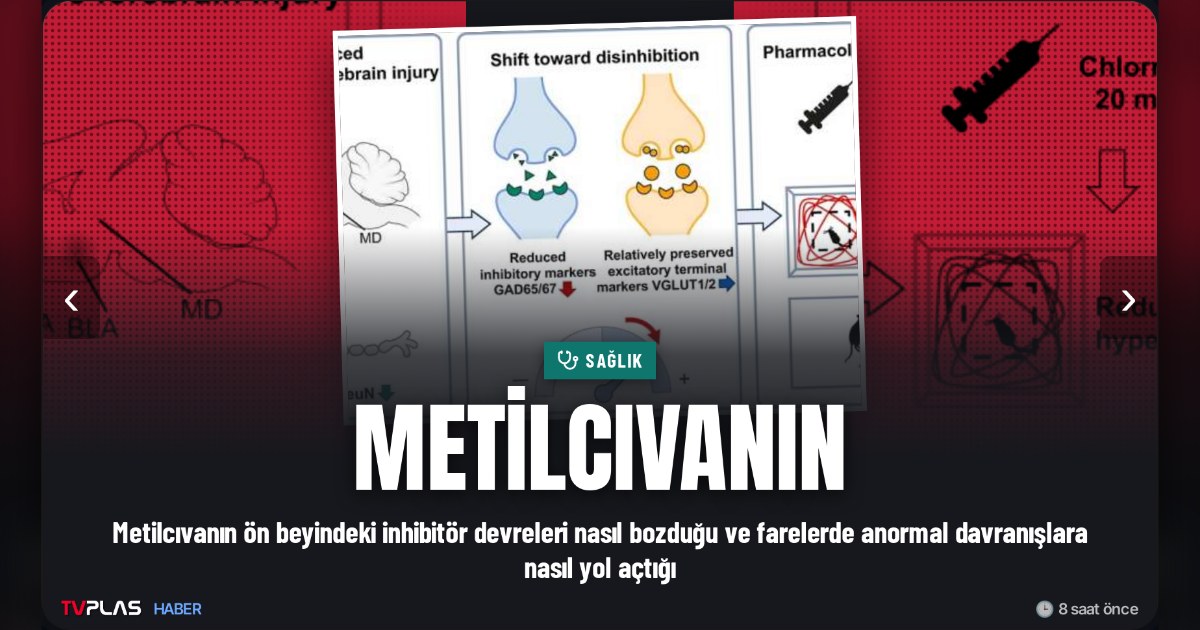 ced
ebrain injury
MD
Shift toward disinhibition
Reduced
inhibitory markers
GAD65/67
Relatively preserved
excitatory terminal
markers VGLUT1/2
Pharmacol
Chlor
20 m
MD
BLA
hype
euN
+
SAĞLIK
METİLCIVANIN
Metilcıvanın ön beyindeki inhibitör devreleri nasıl bozduğu ve farelerde anormal davranışlara
nasıl yol açtığı
TVPLAS HABER
8 saat önce